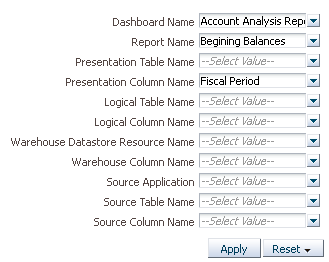 Dashboard Name Account Analysis Repo
Report Name Begining Balances
Presentation Table Name --Select Value--
Presentation Column Name Fiscal Period
Logical Table Name --Select Value--
Logical Column Name --Select Value--
Warehouse Datastore Resource Name --Select Value--
Warehouse Column Name --Select Value--
Source Application --Select Value--
Source Table Name --Select Value--
Source Column Name --Select Value--
Apply Reset